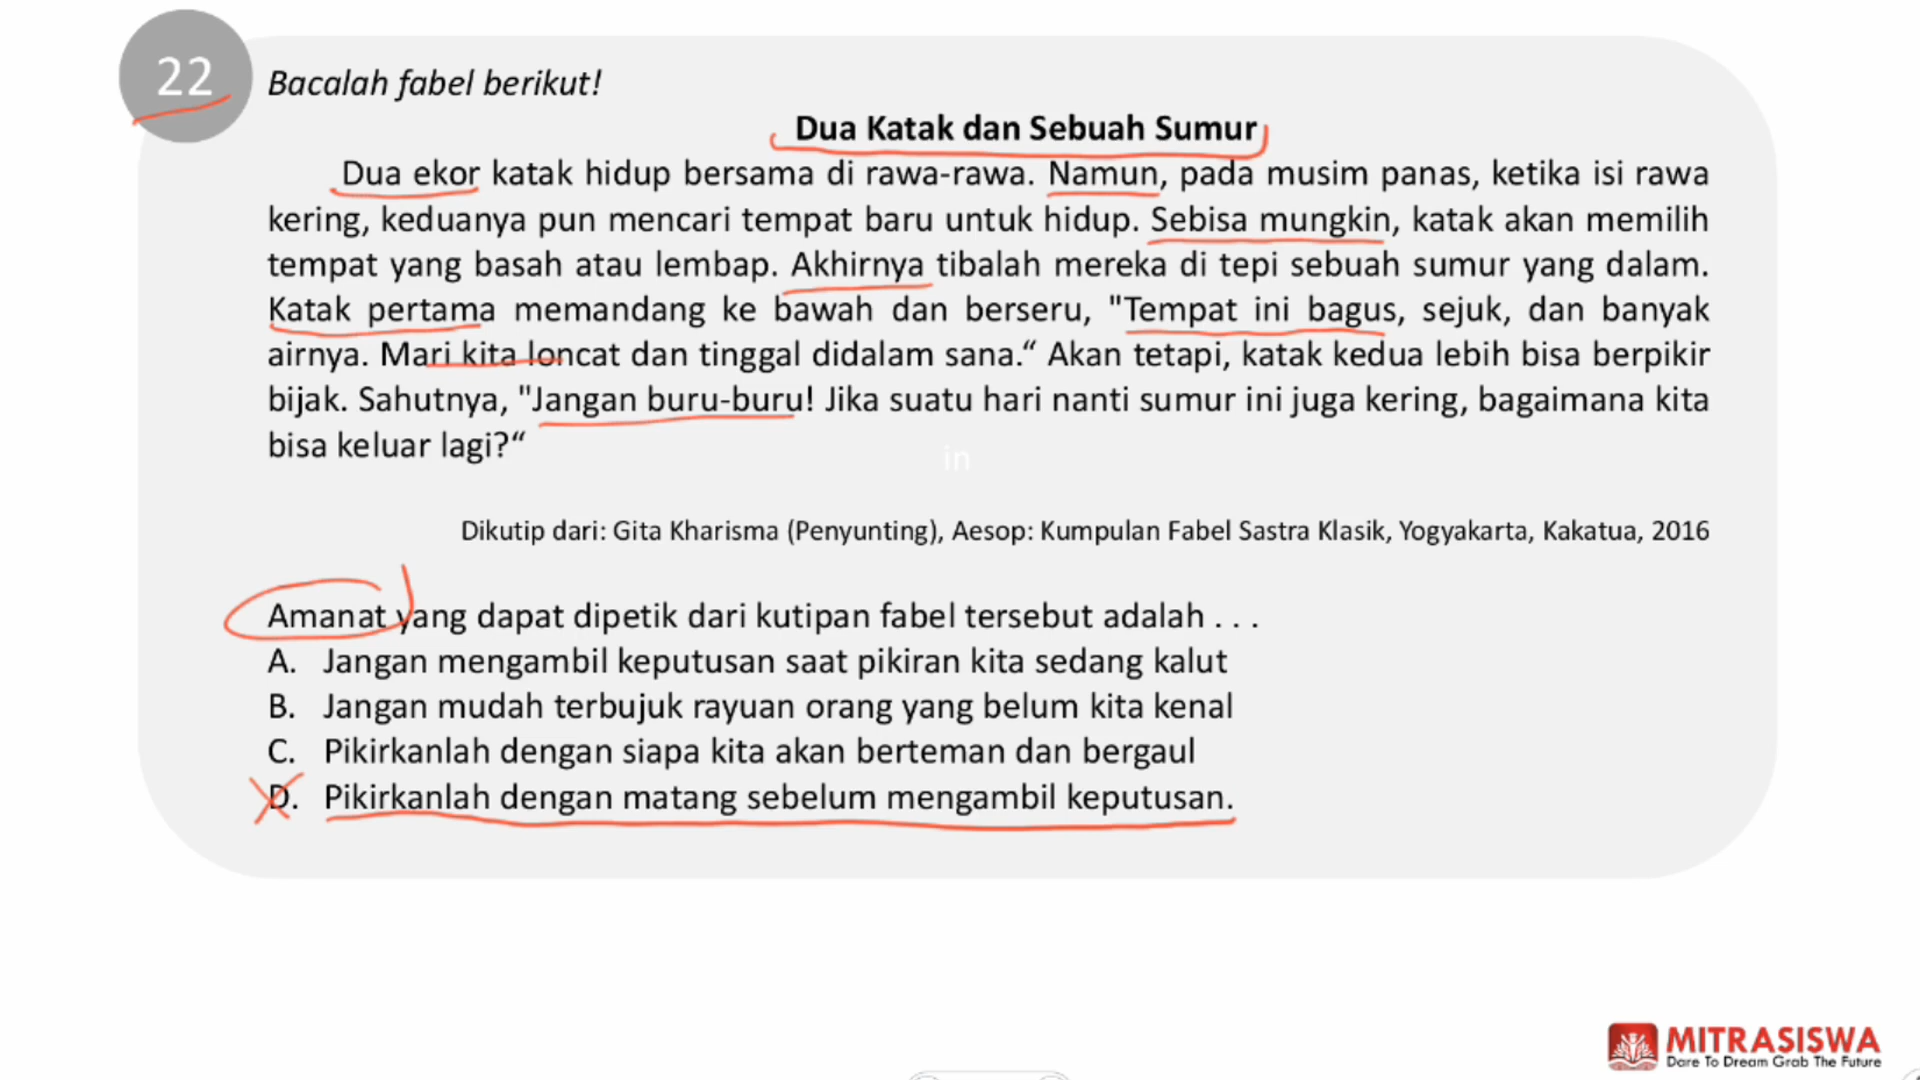 22
Bacalah fabel berikut!
Dua Katak dan Sebuah Sumur
Dua ekor katak hidup bersama di rawa-rawa. Namun, pada musim panas, ketika isi rawa
kering, keduanya pun mencari tempat baru untuk hidup. Sebisa mungkin, katak akan memilih
tempat yang basah atau lembap. Akhirnya tibalah mereka di tepi sebuah sumur yang dalam.
Katak pertama memandang ke bawah dan berseru, "Tempat ini bagus, sejuk, dan banyak
airnya. Mari kita loncat dan tinggal didalam sana.“ Akan tetapi, katak kedua lebih bisa berpikir
bijak. Sahutnya, "Jangan buru-buru! Jika suatu hari nanti sumur ini juga kering, bagaimana kita
bisa keluar lagi?“
in
Dikutip dari: Gita Kharisma (Penyunting), Aesop: Kumpulan Fabel Sastra Klasik, Yogyakarta, Kakatua, 2016
Amanat yang dapat dipetik dari kutipan fabel tersebut adalah . . .
A. Jangan mengambil keputusan saat pikiran kita sedang kalut
B. Jangan mudah terbujuk rayuan orang yang belum kita kenal
C. Pikirkanlah dengan siapa kita akan berteman dan bergaul
D. Pikirkanlah dengan matang sebelum mengambil keputusan.
MITRASISWA
Dare To Dream Grab The Future